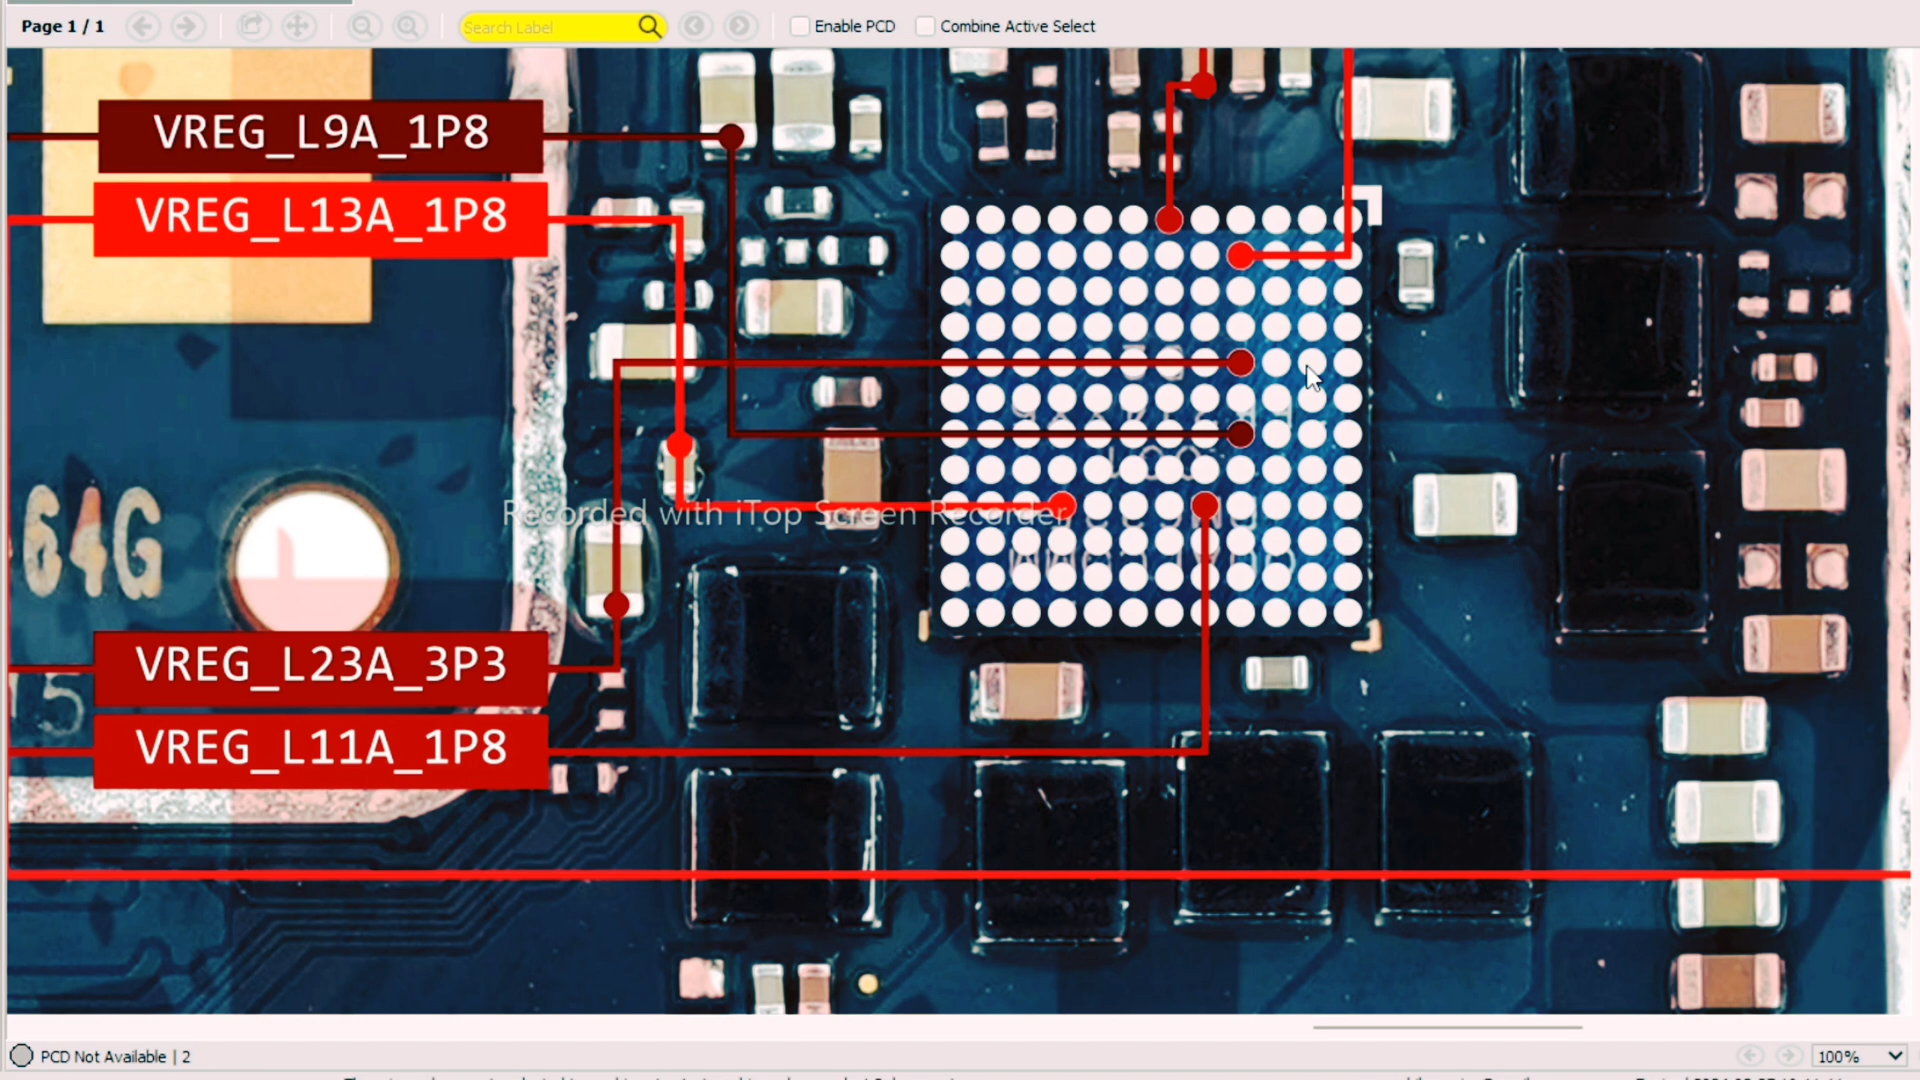 Page 1 / 1
Search Label
Enable PCD
Combine Active Select
VREG_L9A_1P8
VREG_L13A_1P8
64G
Recorded with iTop Screen Recorder
VREG_L23A_3P3
15
VREG_L11A_1P8
PCD Not Available | 2
100%